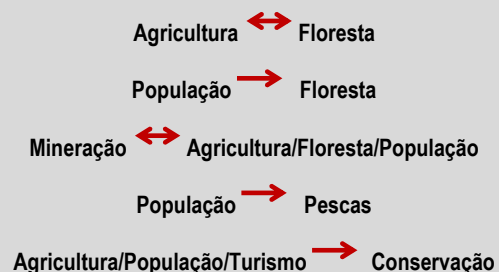 Agricultura ↔ Floresta
População → Floresta
Mineração ↔ Agricultura/Floresta/População
População → Pescas
Agricultura/População/Turismo → Conservação